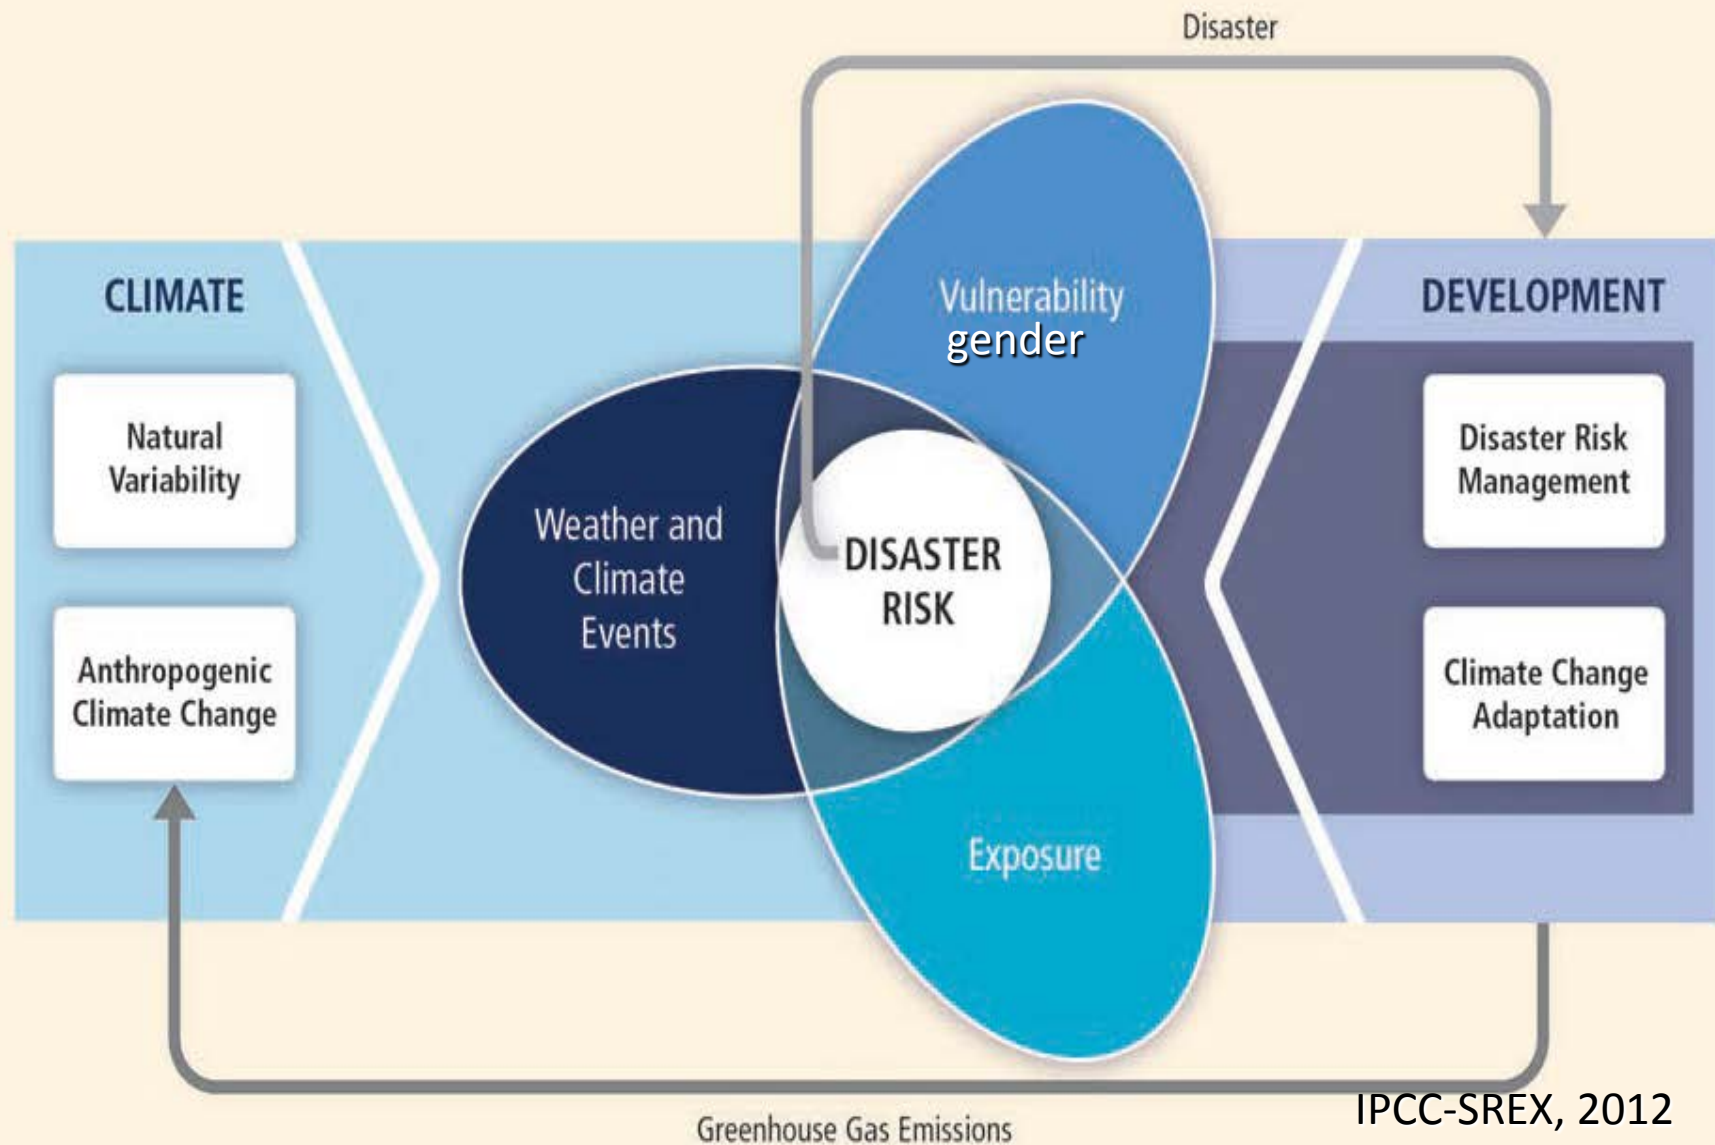 Disaster
CLIMATE
Natural
Variability
Anthropogenic
Climate Change
Weather and
Climate
Events
Vulnerability
gender
DISASTER
RISK
Exposure
DEVELOPMENT
Disaster Risk
Management
Climate Change
Adaptation
Greenhouse Gas Emissions
IPCC-SREX, 2012